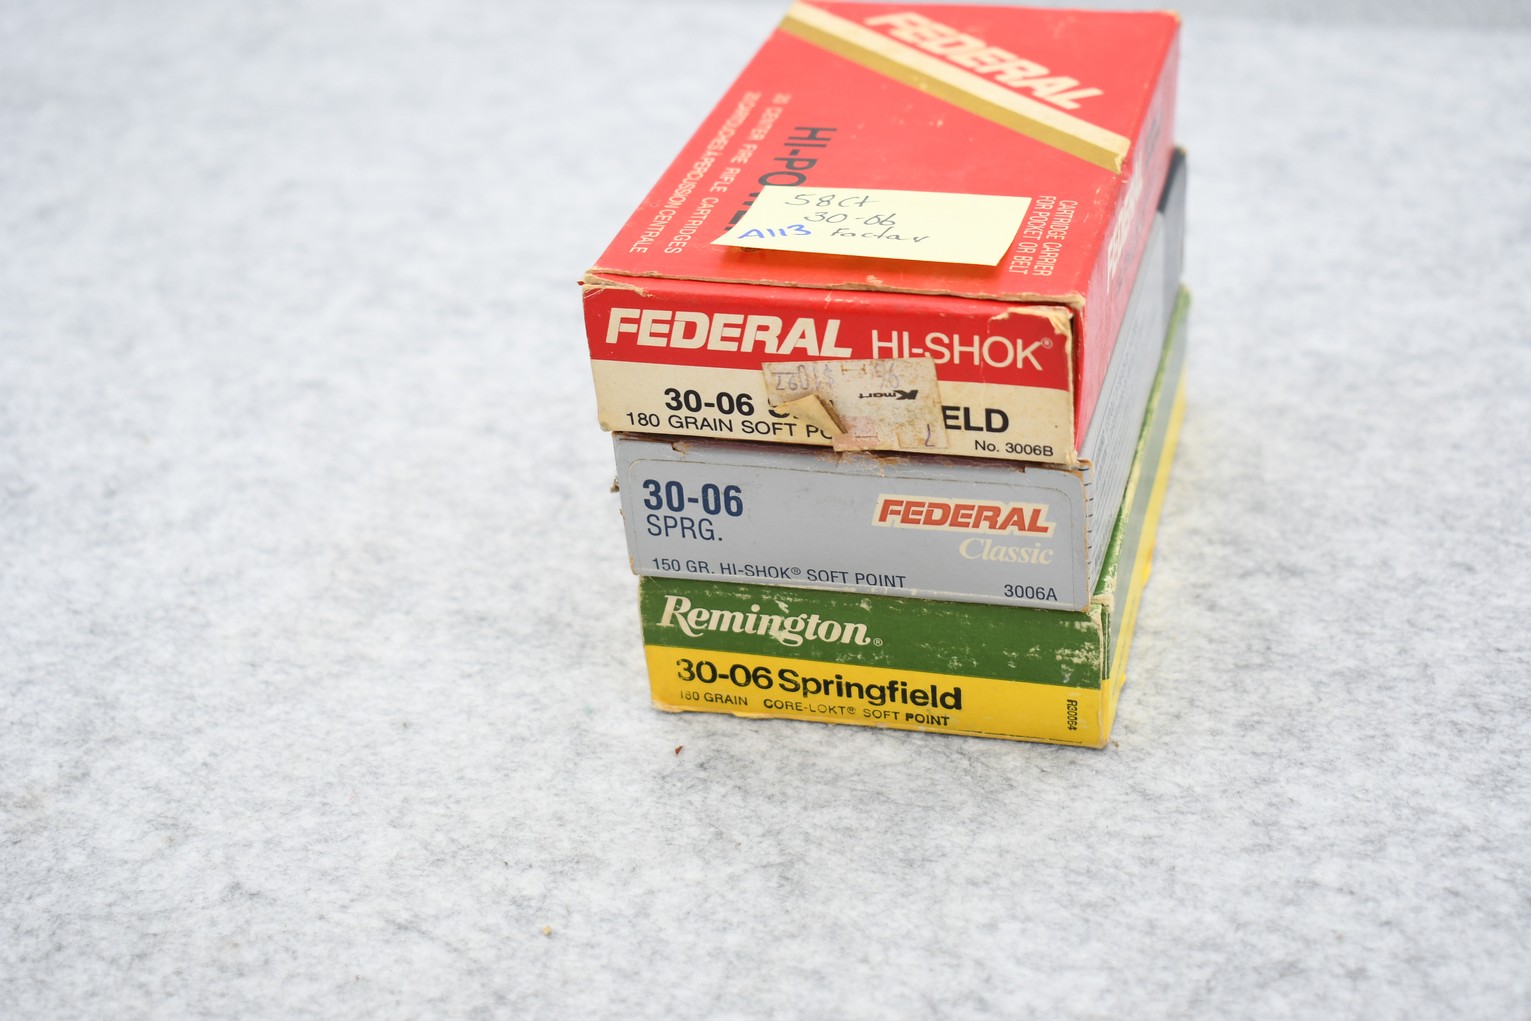 FEDERAL
20 CENTER FIRE RIFLE CARTRIDGES
20 CARTOUCHES À PERCUSSION CENTRALE
HI-POWE
CARTRIDGE CARRIER
FOR POCKET OR BELT
58 Ct
30-06
A113 Factory
FEDERAL HI-SHOK®
30-06 S FIELD
180 GRAIN SOFT PO
No. 3006B
Kmart
30-06
SPRG.
FEDERAL
Classic
150 GR. HI-SHOK® SOFT POINT
3006A
Remington®
30-06 Springfield
180 GRAIN CORE-LOKT® SOFT POINT
R30064